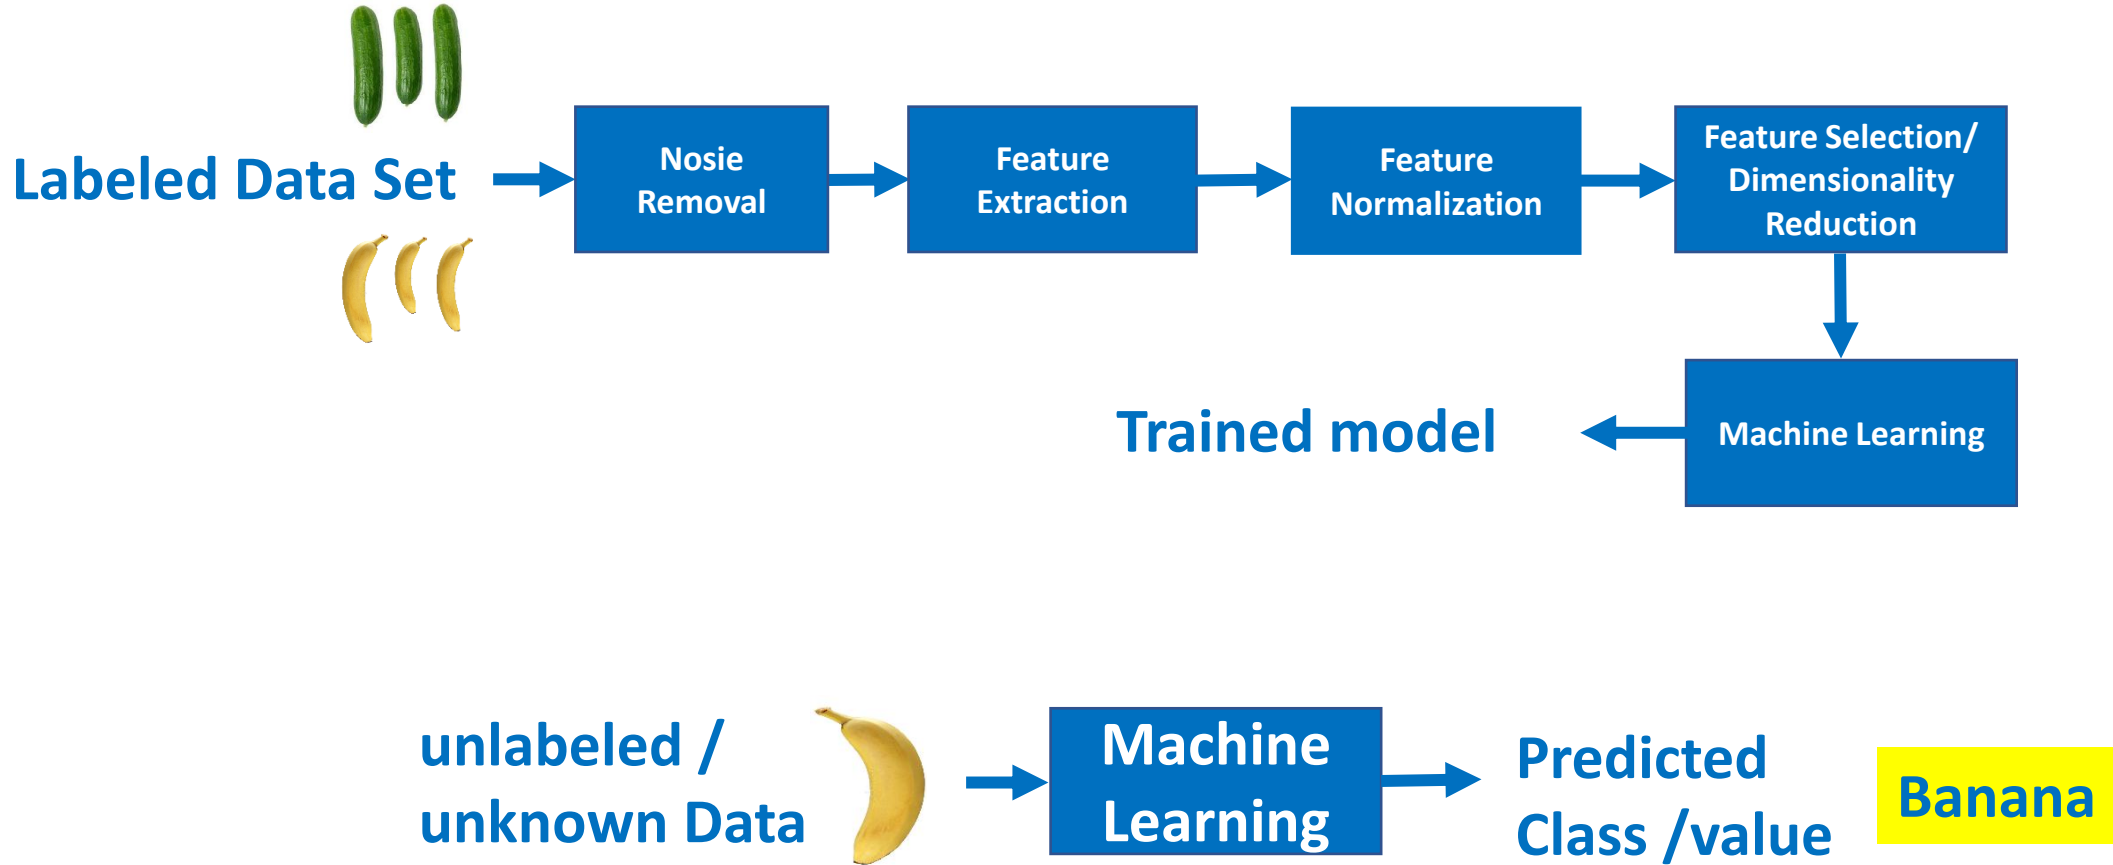 Labeled Data Set
Nosie
Removal
Feature
Extraction
Feature
Normalization
Feature Selection/
Dimensionality
Reduction
Machine Learning
Trained model
unlabeled /
unknown Data
Machine
Learning
Predicted
Class /value
Banana